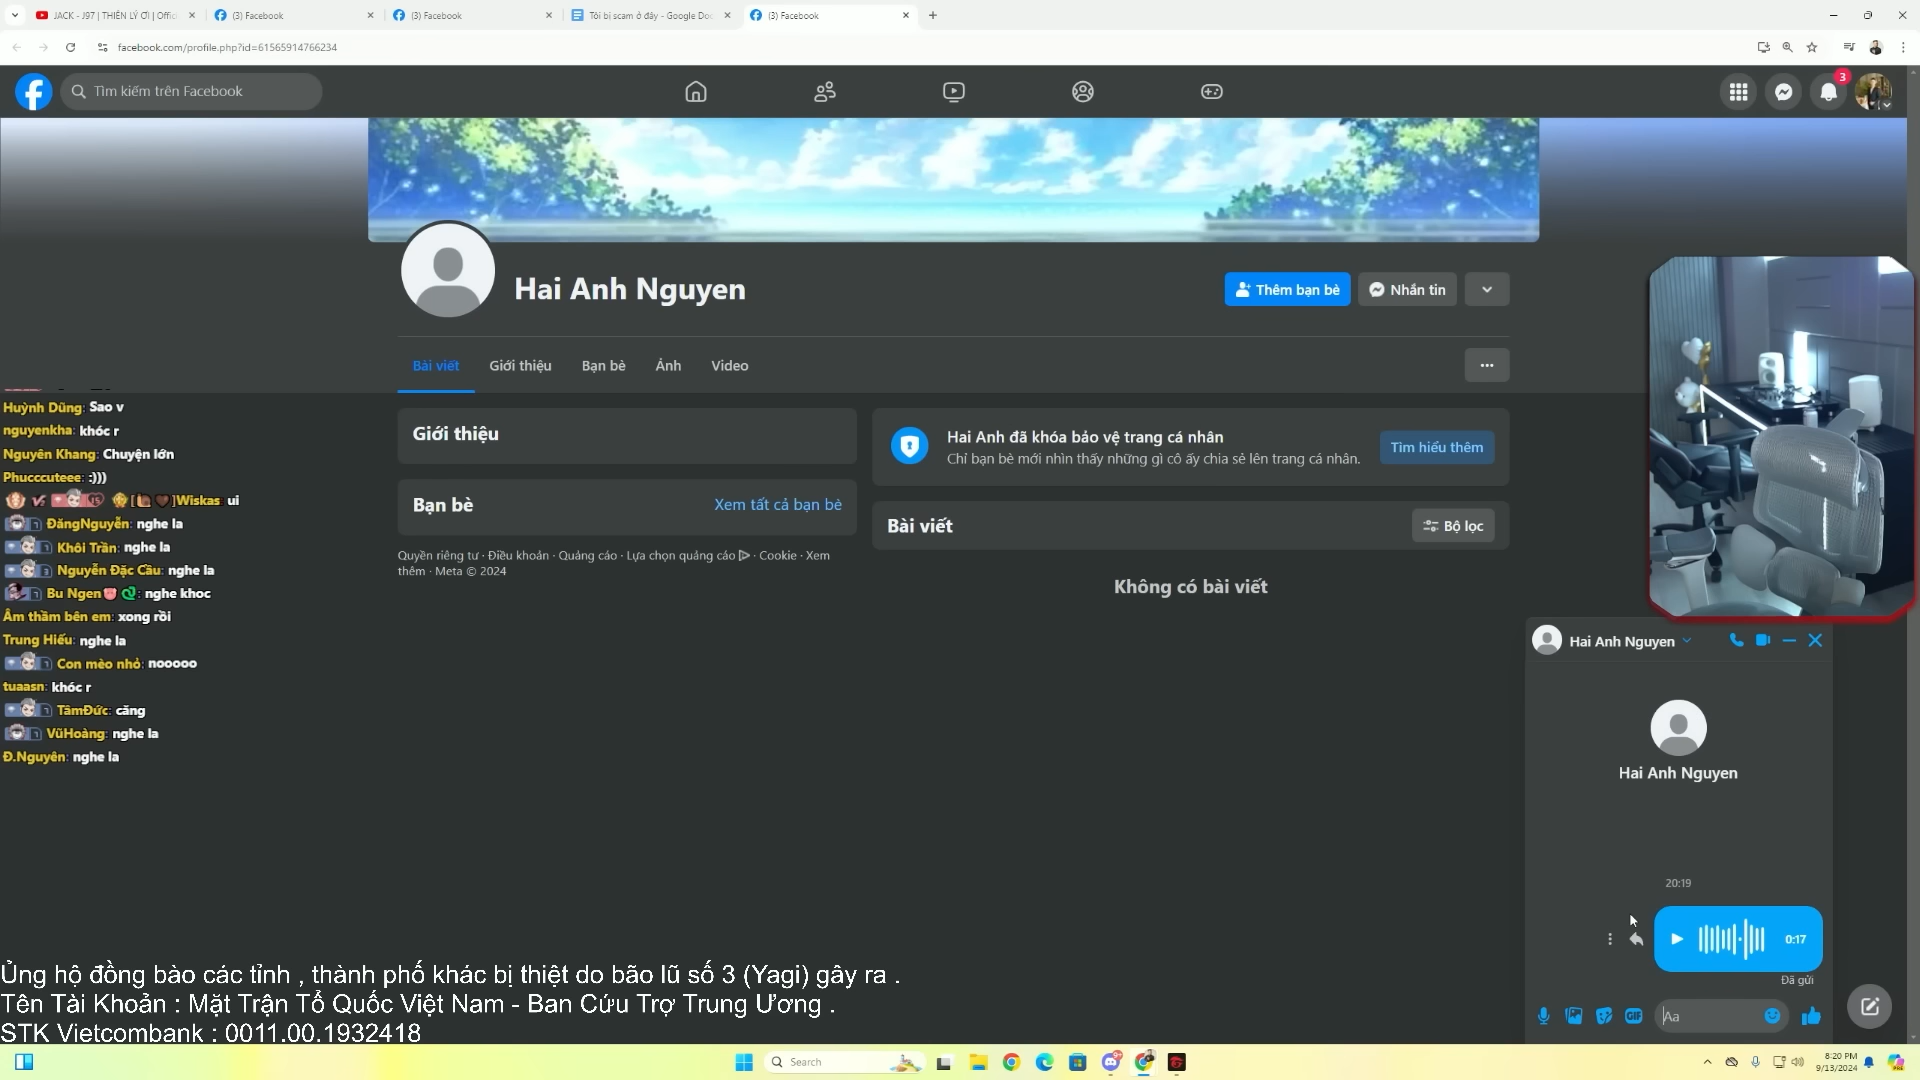 JACK - J97 | THIÊN LÝ ƠI | Offici
(3) Facebook
(3) Facebook
Tôi bị scam ở đây - Google Doc
(3) Facebook
facebook.com/profile.php?id=61565914766234
Tìm kiếm trên Facebook
3
Hai Anh Nguyen
Thêm bạn bè
Nhắn tin
Bài viết
Giới thiệu
Bạn bè
Ảnh
Video
Giới thiệu
Hai Anh đã khóa bảo vệ trang cá nhân
Chỉ bạn bè mới nhìn thấy những gì cô ấy chia sẻ lên trang cá nhân.
Tìm hiểu thêm
Bạn bè
Xem tất cả bạn bè
Bài viết
Bộ lọc
Quyền riêng tư · Điều khoản · Quảng cáo · Lựa chọn quảng cáo · Cookie · Xem
thêm · Meta © 2024
Không có bài viết
Huỳnh Dũng: Sao v
nguyenkha: khóc r
Nguyên Khang: Chuyện lớn
Phucccuteee: :)))
Wiskas: ui
ĐăngNguyễn: nghe la
Khôi Trần: nghe la
Nguyễn Đặc Cầu: nghe la
Bu Ngen: nghe khoc
Âm thầm bên em: xong rồi
Trung Hiếu: nghe la
Con mèo nhỏ: nooooo
tuaasn: khóc r
TâmĐức: căng
VũHoàng: nghe la
Đ.Nguyên: nghe la
Hai Anh Nguyen
Hai Anh Nguyen
20:19
0:17
Đã gửi
GIF
Aa
Ủng hộ đồng bào các tỉnh , thành phố khác bị thiệt do bão lũ số 3 (Yagi) gây ra .
Tên Tài Khoản : Mặt Trận Tổ Quốc Việt Nam - Ban Cứu Trợ Trung Ương .
STK Vietcombank : 0011.00.1932418
Search
8:20 PM
9/13/2024